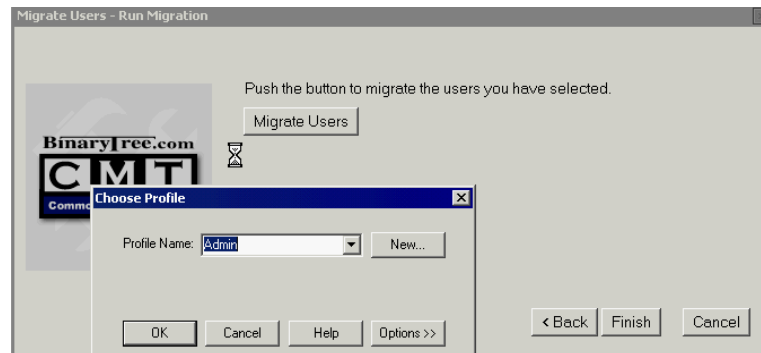 Migrate Users - Run Migration
Push the button to migrate the users you have selected.
Migrate Users
BinaryTree.com
CMT
Choose Profile
Profile Name: Admin
New...
OK Cancel Help Options >>
< Back Finish Cancel